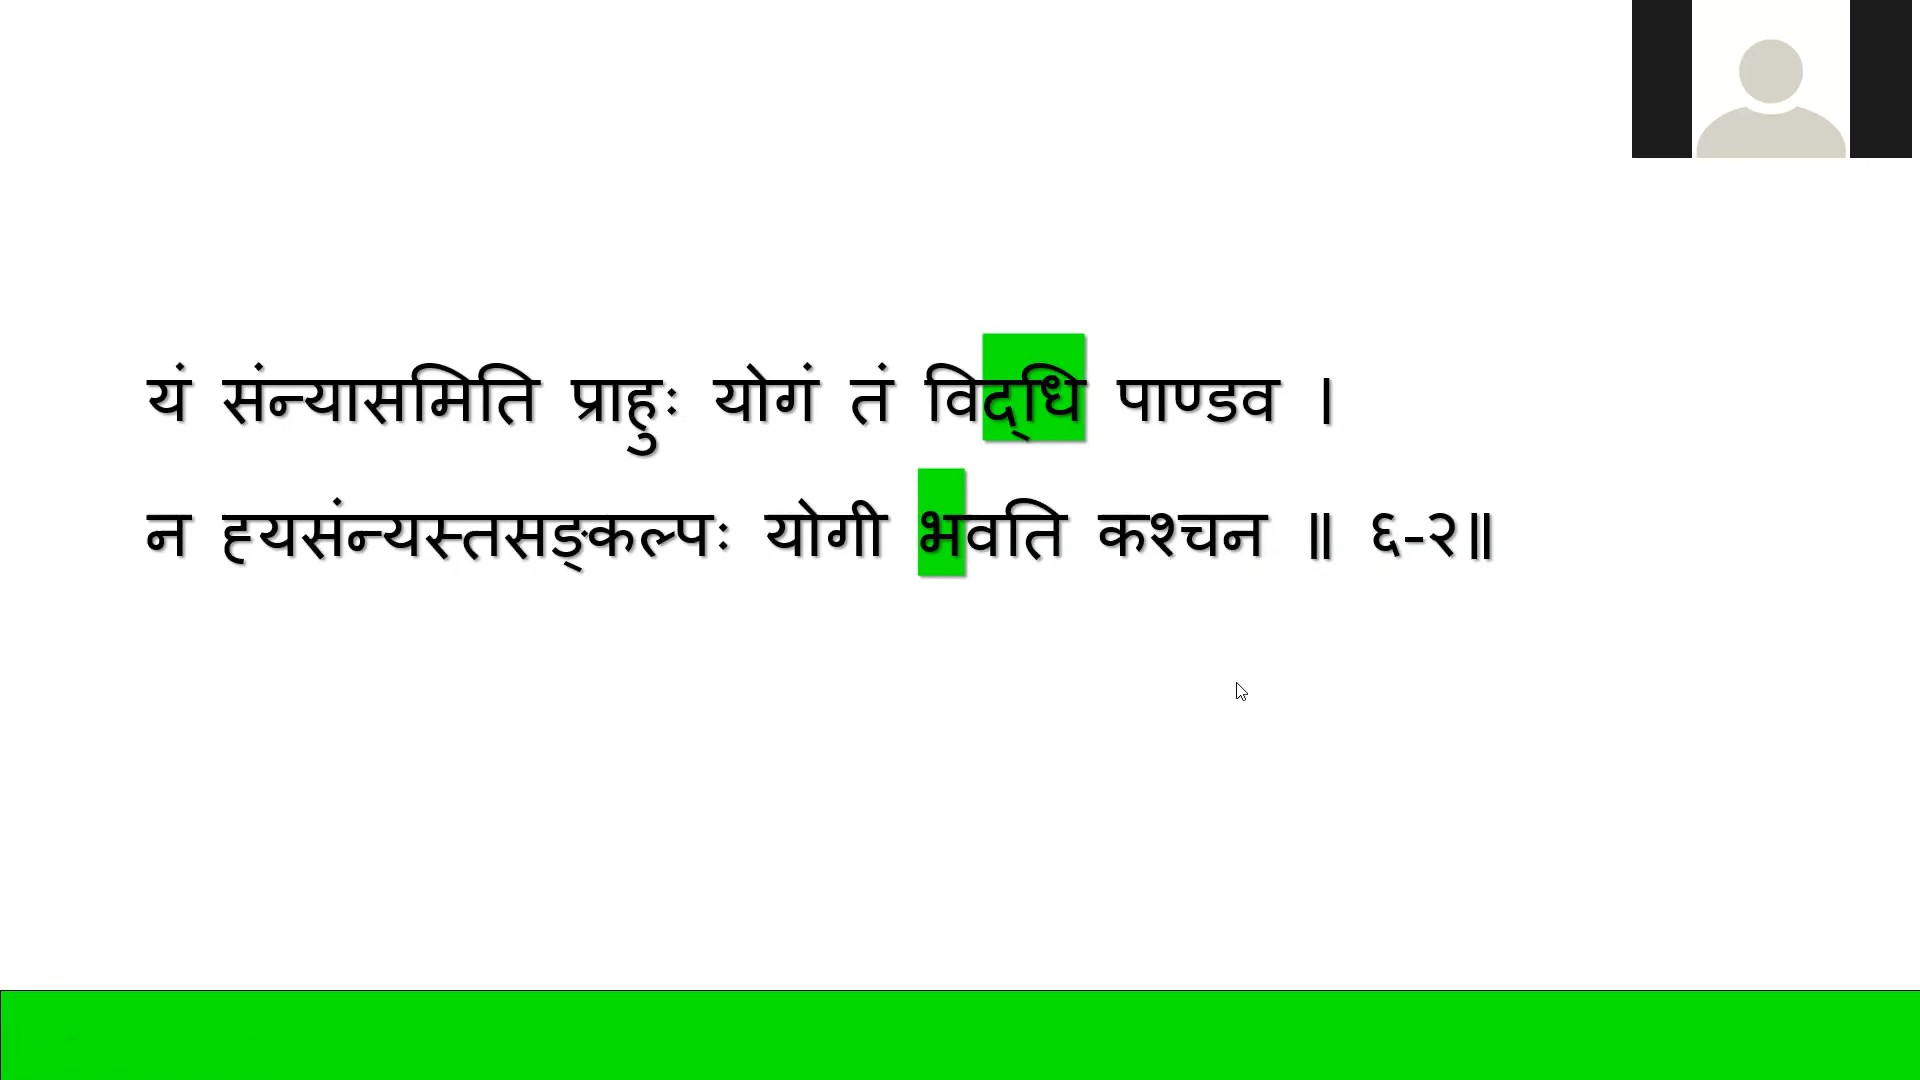 यं संन्यासमिति प्राहुः योगं तं विद्‌धि पाण्डव ।
न ह्यसंन्यस्तसङ्कल्पः योगी भवति कश्चन ॥ ६-२॥